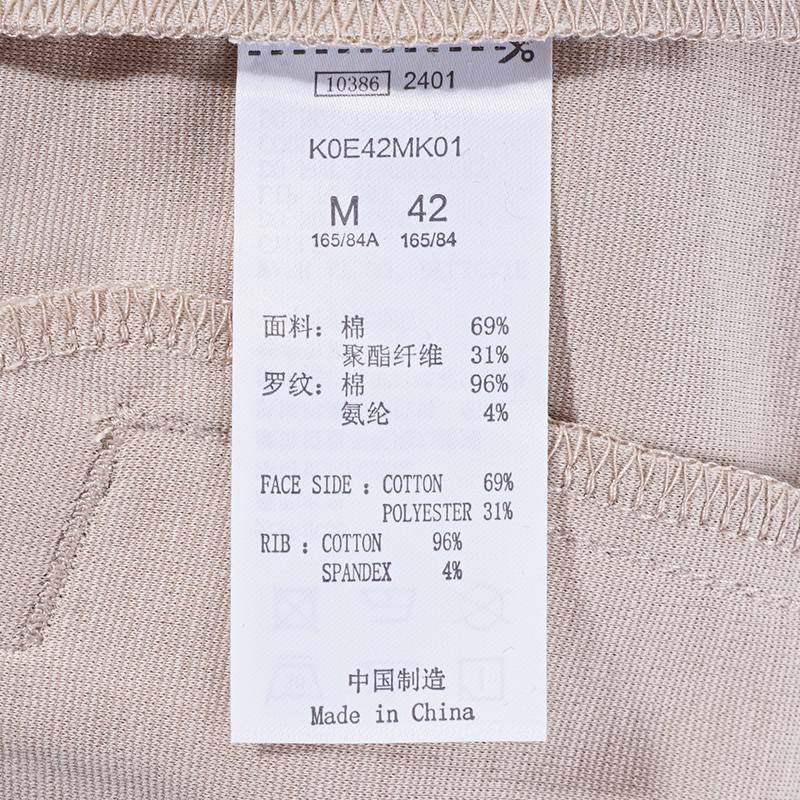 10386 2401
K0E42MK01
M 42
165/84A 165/84
面料: 棉 69%
聚酯纤维 31%
罗纹: 棉 96%
氨纶 4%
FACE SIDE : COTTON 69%
POLYESTER 31%
RIB : COTTON 96%
SPANDEX 4%
中国制造
Made in China